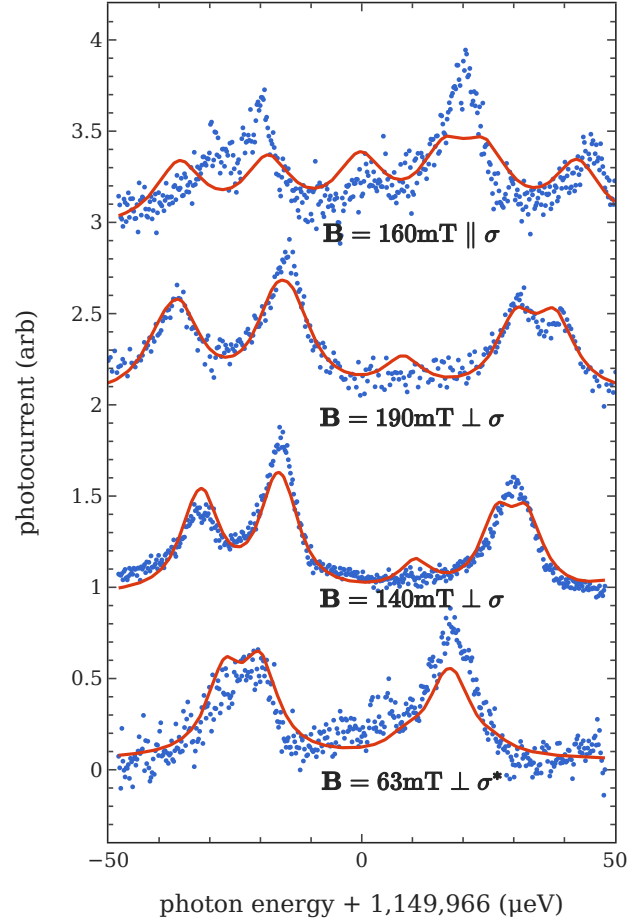 4
3.5
B = 160mT ∥ σ
3
2.5
B = 190mT ⊥ σ
2
1.5
B = 140mT ⊥ σ
1
0.5
B = 63mT ⊥ σ*
0
−50
0
50
photocurrent (arb)
photon energy + 1,149,966 (μeV)